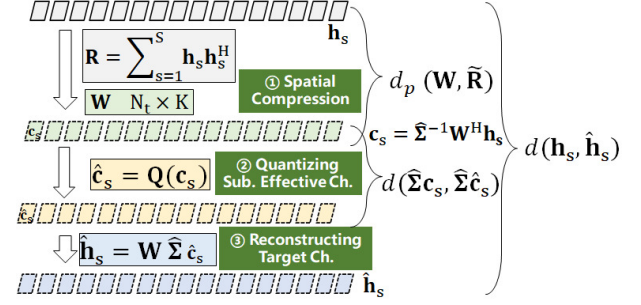 h_s
R = ∑_{s=1}^{S} h_s h_s^H
① Spatial
Compression
W N_t × K
d_p (W, R̃)
c_s
c_s = Σ̂^{-1} W^H h_s
d(h_s, ĥ_s)
ĉ_s = Q(c_s)
② Quantizing
Sub. Effective Ch.
d(Σ̂c_s, Σ̂ĉ_s)
ĉ_s
ĥ_s = W Σ̂ ĉ_s
③ Reconstructing
Target Ch.
ĥ_s